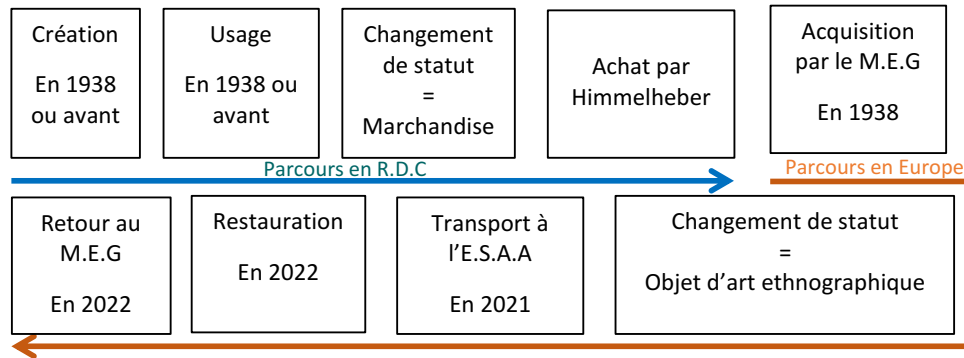 Création
En 1938
ou avant
Usage
En 1938 ou
avant
Changement
de statut
=
Marchandise
Achat par
Himmelheber
Acquisition
par le M.E.G
En 1938
Parcours en R.D.C
Parcours en Europe
Retour au
M.E.G
En 2022
Restauration
En 2022
Transport à
l’E.S.A.A
En 2021
Changement de statut
=
Objet d’art ethnographique